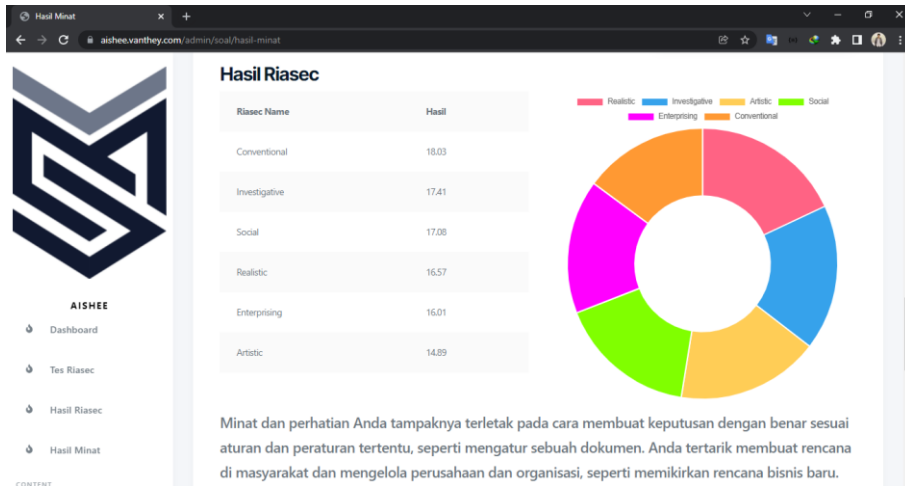 Hasil Minat
aishee.vanthey.com/admin/soal/hasil-minat
AISHEE
Dashboard
Tes Riasec
Hasil Riasec
Hasil Minat
CONTENT
Hasil Riasec
Riasec Name Hasil
Conventional 18.03
Investigative 17.41
Social 17.08
Realistic 16.57
Enterprising 16.01
Artistic 14.89
Realistic Investigative Artistic Social
Enterprising Conventional
Minat dan perhatian Anda tampaknya terletak pada cara membuat keputusan dengan benar sesuai
aturan dan peraturan tertentu, seperti mengatur sebuah dokumen. Anda tertarik membuat rencana
di masyarakat dan mengelola perusahaan dan organisasi, seperti memikirkan rencana bisnis baru.